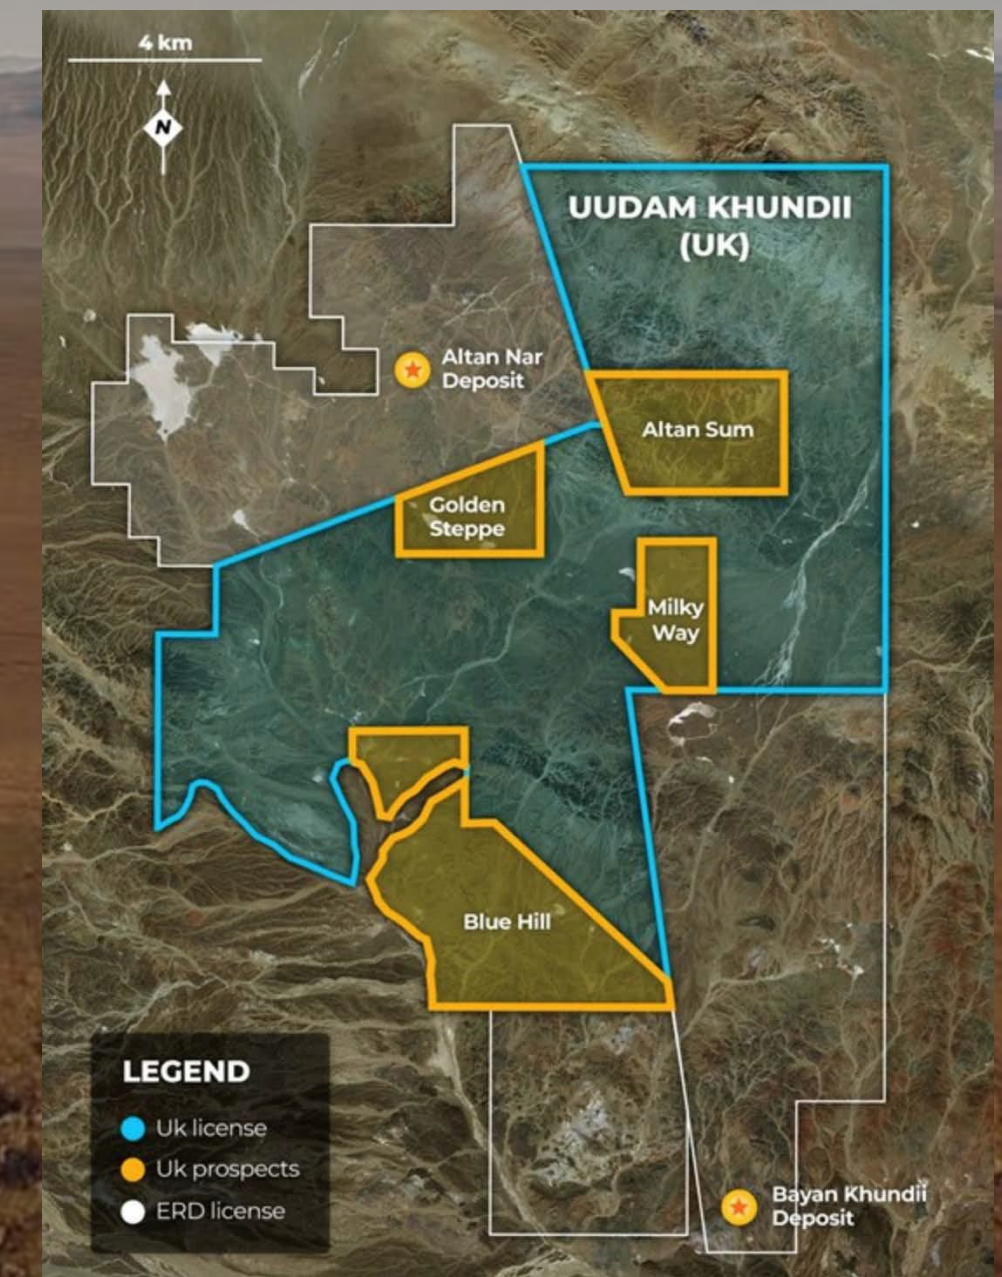 4 km
N
UUDAM KHUNDII
(UK)
Altan Nar
Deposit
Altan Sum
Golden
Steppe
Milky
Way
Blue Hill
LEGEND
Uk license
Uk prospects
ERD license
Bayan Khundii
Deposit